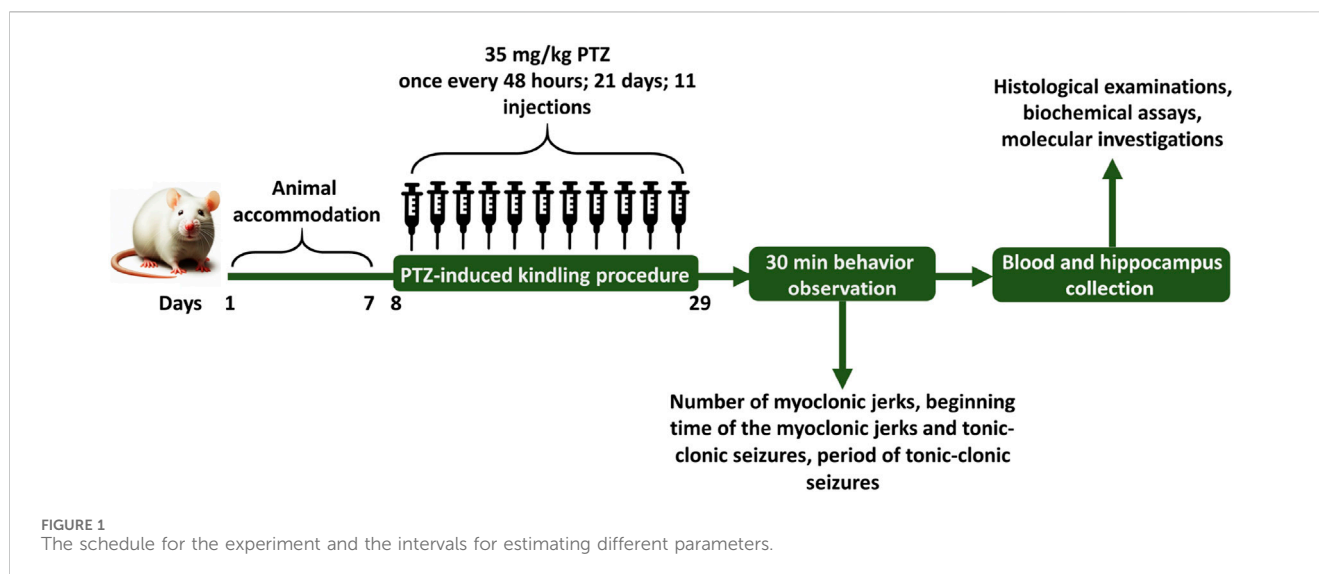 35 mg/kg PTZ
once every 48 hours; 21 days; 11
injections
Histological examinations,
biochemical assays,
molecular investigations
Animal
accommodation
PTZ-induced kindling procedure
30 min behavior
observation
Blood and hippocampus
collection
Days 1 7 8 29
Number of myoclonic jerks, beginning
time of the myoclonic jerks and tonic-
clonic seizures, period of tonic-clonic
seizures
FIGURE 1
The schedule for the experiment and the intervals for estimating different parameters.